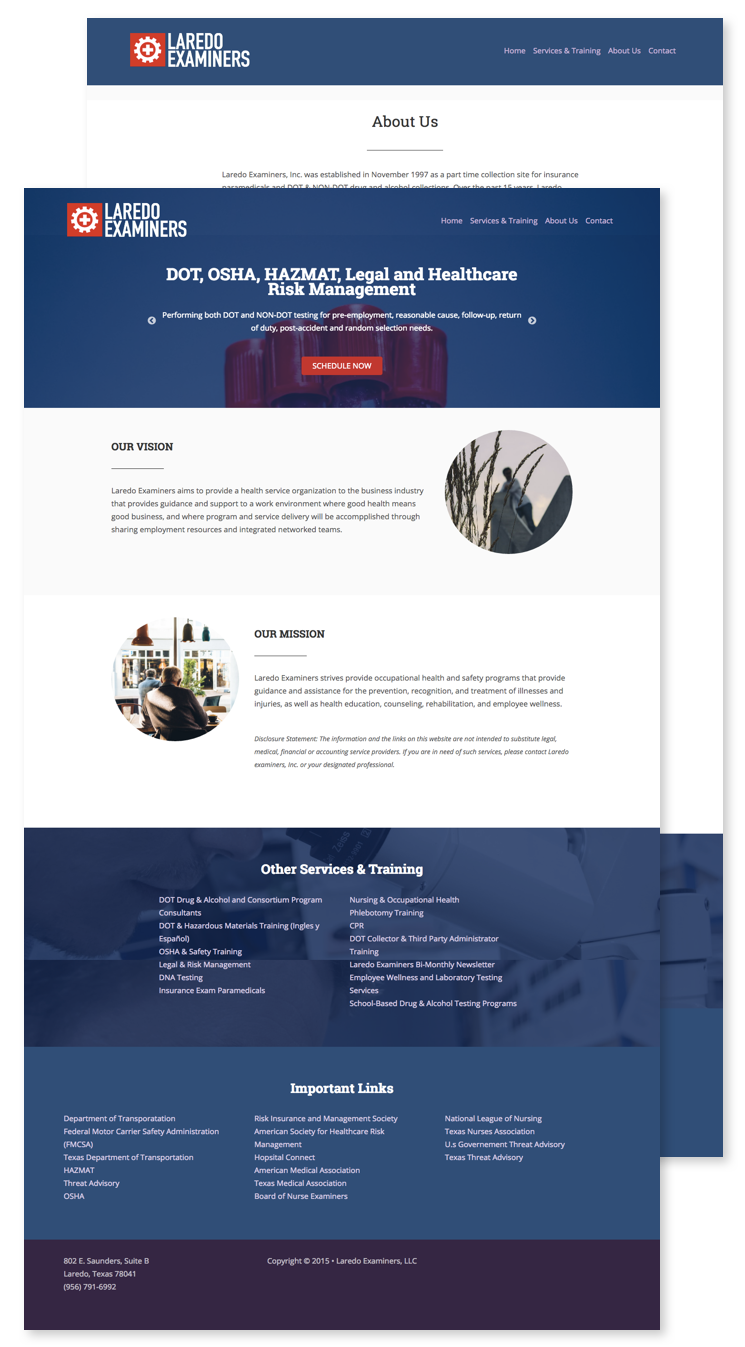 LAREDO
EXAMINERS
Home Services & Training About Us Contact
About Us
Laredo Examiners, Inc. was established in November 1997 as a part time collection site for insurance
paramedicals and DOT & NON-DOT drug and alcohol collections. Over the past 15 years, Laredo
LAREDO
EXAMINERS
Home Services & Training About Us Contact
DOT, OSHA, HAZMAT, Legal and Healthcare
Risk Management
Performing both DOT and NON-DOT testing for pre-employment, reasonable cause, follow-up, return
of duty, post-accident and random selection needs.
SCHEDULE NOW
OUR VISION
Laredo Examiners aims to provide a health service organization to the business industry
that provides guidance and support to a work environment where good health means
good business, and where program and service delivery will be accompplished through
sharing employment resources and integrated networked teams.
OUR MISSION
Laredo Examiners strives provide occupational health and safety programs that provide
guidance and assistance for the prevention, recognition, and treatment of illnesses and
injuries, as well as health education, counseling, rehabilitation, and employee wellness.
Disclosure Statement: The information and the links on this website are not intended to substitute legal,
medical, financial or accounting service providers. If you are in need of such services, please contact Laredo
examiners, Inc. or your designated professional.
Zeiss
Other Services & Training
DOT Drug & Alcohol and Consortium Program
Consultants
DOT & Hazardous Materials Training (Ingles y
Español)
OSHA & Safety Training
Legal & Risk Management
DNA Testing
Insurance Exam Paramedicals
Nursing & Occupational Health
Phlebotomy Training
CPR
DOT Collector & Third Party Administrator
Training
Laredo Examiners Bi-Monthly Newsletter
Employee Wellness and Laboratory Testing
Services
School-Based Drug & Alcohol Testing Programs
Important Links
Department of Transporatation
Federal Motor Carrier Safety Administration
(FMCSA)
Texas Department of Transportation
HAZMAT
Threat Advisory
OSHA
Risk Insurance and Management Society
American Society for Healthcare Risk
Management
Hopsital Connect
American Medical Association
Texas Medical Association
Board of Nurse Examiners
National League of Nursing
Texas Nurses Association
U.s Governement Threat Advisory
Texas Threat Advisory
802 E. Saunders, Suite B
Laredo, Texas 78041
(956) 791-6992
Copyright © 2015 • Laredo Examiners, LLC